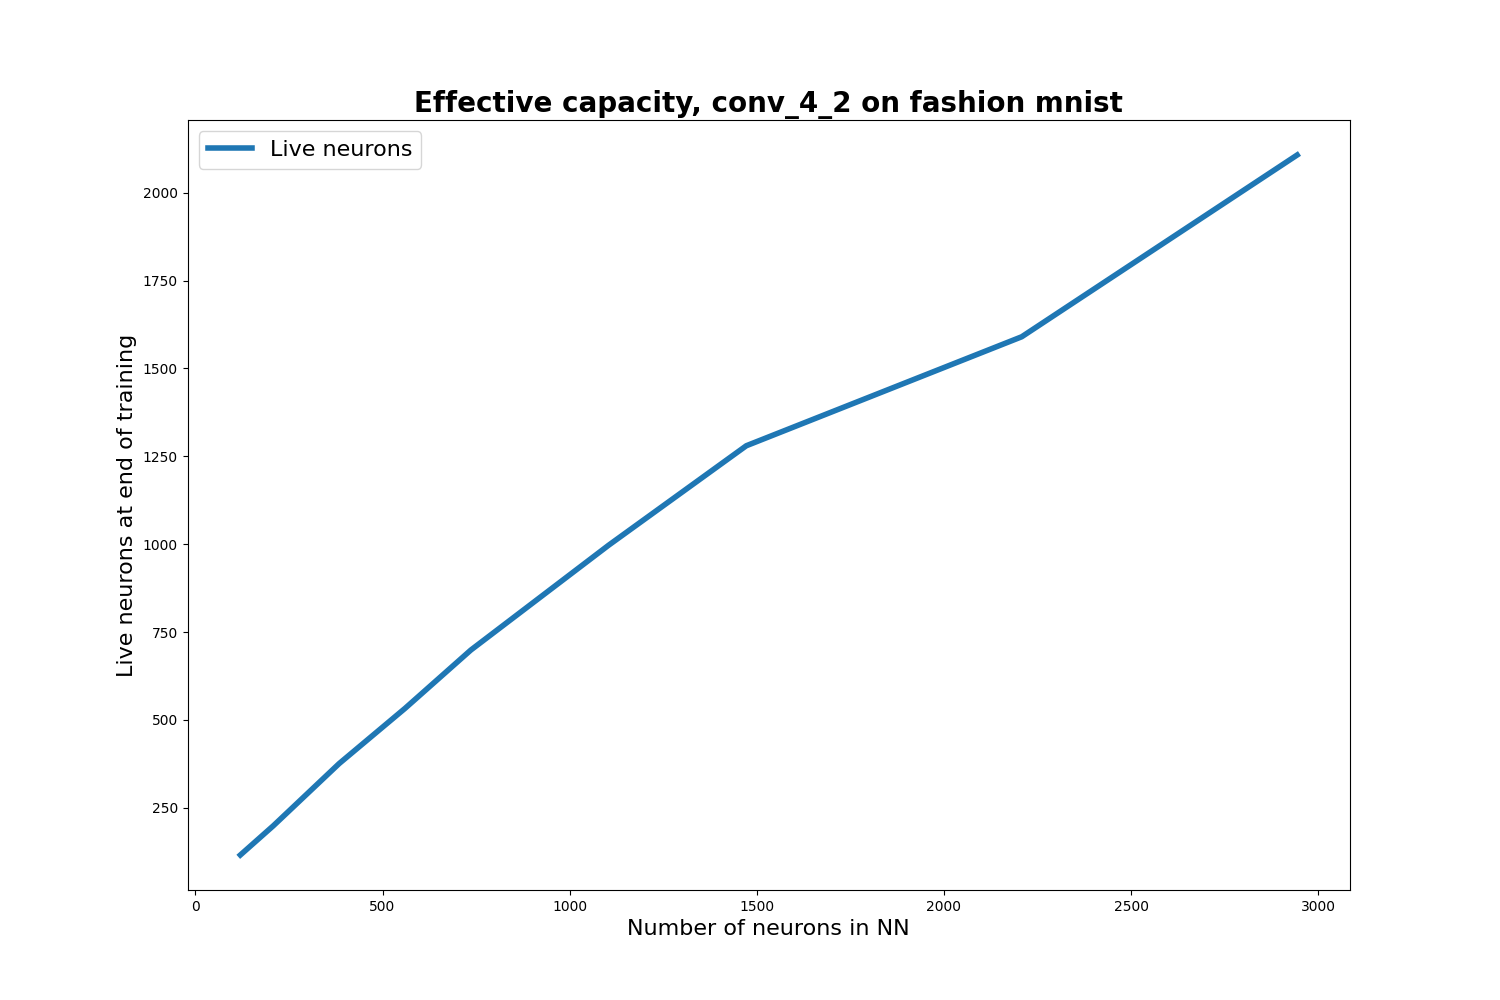 Effective capacity, conv_4_2 on fashion mnist
Live neurons
2000
1750
1500
1250
1000
750
500
250
Live neurons at end of training
0 500 1000 1500 2000 2500 3000
Number of neurons in NN